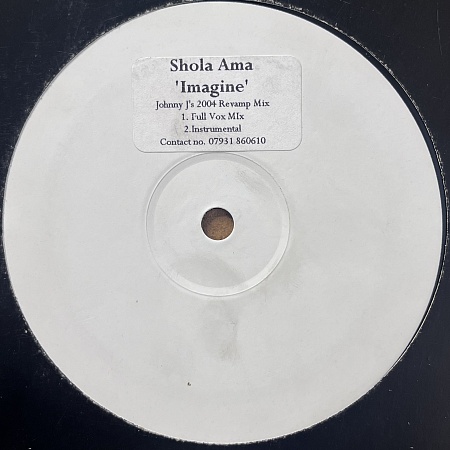 Shola Ama
'Imagine'
Johnny J's 2004 Revamp Mix
1. Full Vox MIx
2.Instrumental
Contact no. 07931 860610